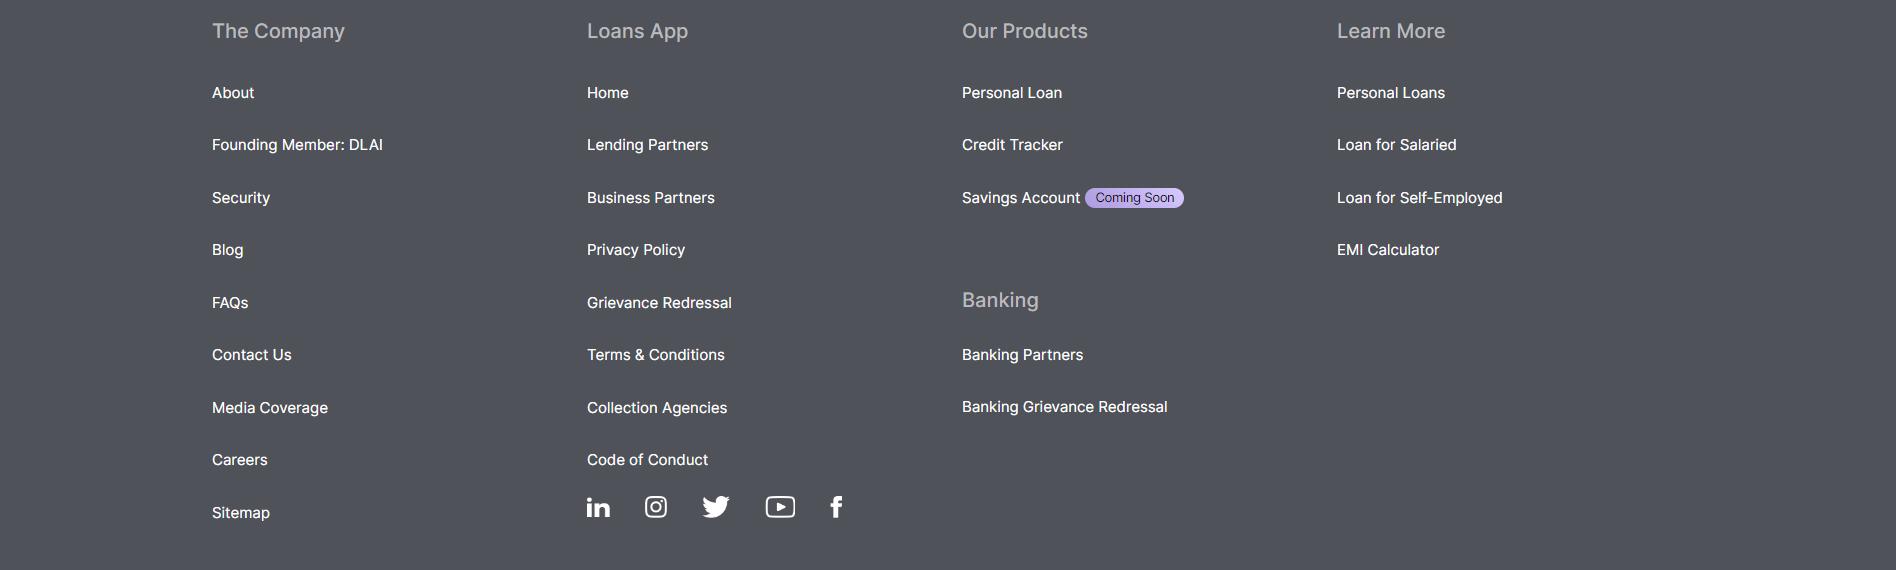 The Company
About
Founding Member: DLAI
Security
Blog
FAQs
Contact Us
Media Coverage
Careers
Sitemap
Loans App
Home
Lending Partners
Business Partners
Privacy Policy
Grievance Redressal
Terms & Conditions
Collection Agencies
Code of Conduct
Our Products
Personal Loan
Credit Tracker
Savings Account Coming Soon
Banking
Banking Partners
Banking Grievance Redressal
Learn More
Personal Loans
Loan for Salaried
Loan for Self-Employed
EMI Calculator